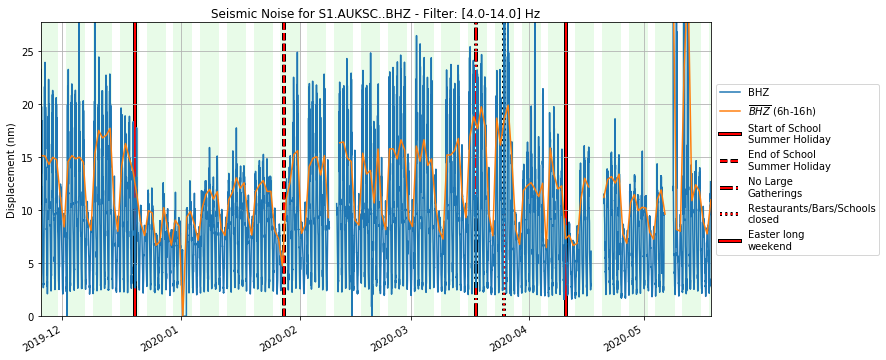 Seismic Noise for S1.AUKSC..BHZ - Filter: [4.0-14.0] Hz
Displacement (nm)
25
20
15
10
5
0
2019-12
2020-01
2020-02
2020-03
2020-04
2020-05
BHZ
BHZ (6h-16h)
Start of School
Summer Holiday
End of School
Summer Holiday
No Large
Gatherings
Restaurants/Bars/Schools
closed
Easter long
weekend